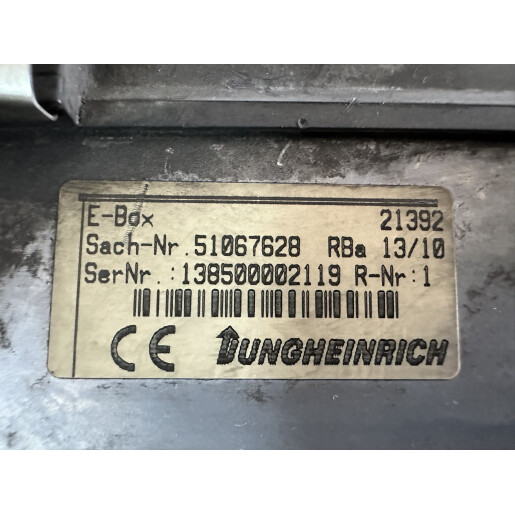 E-Box 21392
Sach-Nr. 51067628 RBa 13/10
SerNr.: 138500002119 R-Nr: 1
CE JUNGHEINRICH